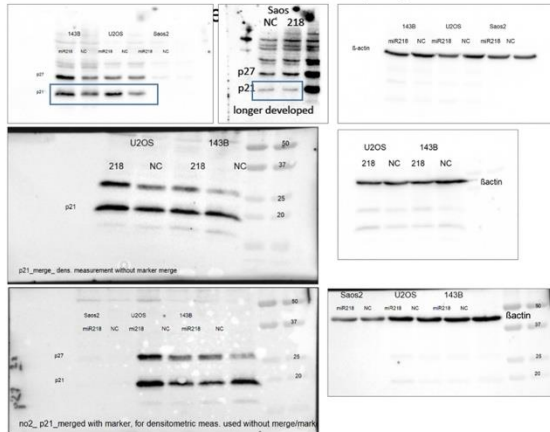 143B U2OS Saos2
miR218 NC miR218 NC miR218 NC
p27
p21
Saos
NC 218
p27
p21
longer developed
143B U2OS Saos2
miR218 NC miR218 NC miR218 NC
ß-actin
U2OS 143B
218 NC 218 NC
50
37
25
20
p21
p21_merge_ dens. measurement without marker merge
U2OS 143B
218 NC 218 NC
ßactin
Saos2 U2OS 143B
miR218 NC m218 NC miR218 NC
50
37
p27
25
p21
20
no2_ p21_merged with marker, for densitometric meas. used without merge/mark
Saos2 U2OS 143B
miR218 NC miR218 NC miR218 NC
50
ßactin
37
25
20